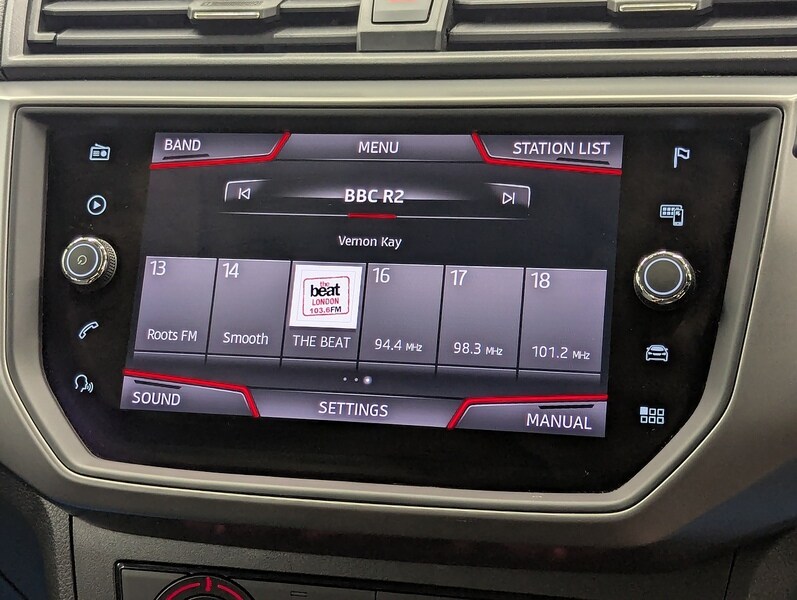 BAND MENU STATION LIST
BBC R2
Vernon Kay
13 14 16 17 18
the
beat
LONDON
103.6FM
Roots FM Smooth THE BEAT 94.4 MHz 98.3 MHz 101.2 MHz
SOUND SETTINGS MANUAL